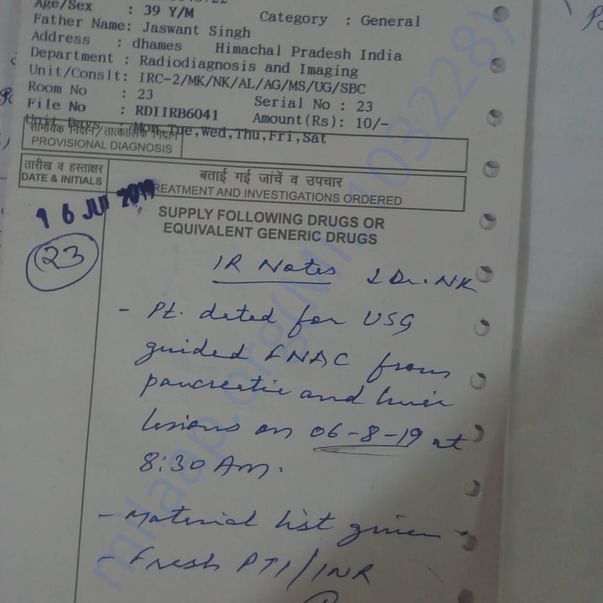 Age/Sex : 39 Y/M Category : General
Father Name: Jaswant Singh
Address : dhames Himachal Pradesh India
Department : Radiodiagnosis and Imaging
Unit/Conslt: IRC-2/MK/NK/AL/AG/MS/UG/SBC
Room No : 23 Serial No : 23
File No : RDIIRB6041 Amount(Rs): 10/-
Unit Days :Mon,Tue,Wed,Thu,Fri,Sat
PROVISIONAL DIAGNOSIS
तारीख व हस्ताक्षर
DATE & INITIALS
बताई गई जांचें व उपचार
TREATMENT AND INVESTIGATIONS ORDERED
SUPPLY FOLLOWING DRUGS OR
EQUIVALENT GENERIC DRUGS
23
IR Notes Dr. NK
- Pt. dated for USG
guided FNAC from
pancreatic and liver
lesions on 06-8-19 at
8:30 Am.
- Material list given
- Fresh PTI/INR